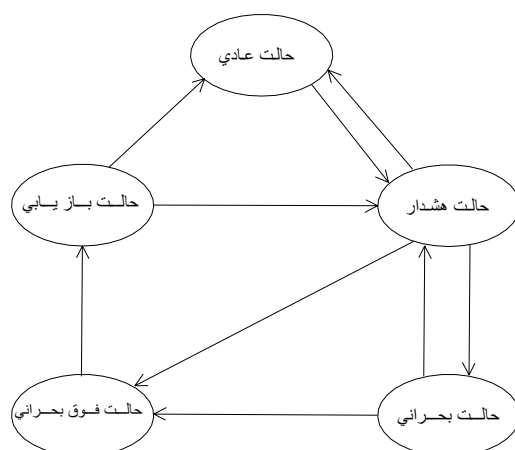 حالت عادي
حالت هشدار
حالت باز يابي
حالت بحراني
حالت فوق بحراني